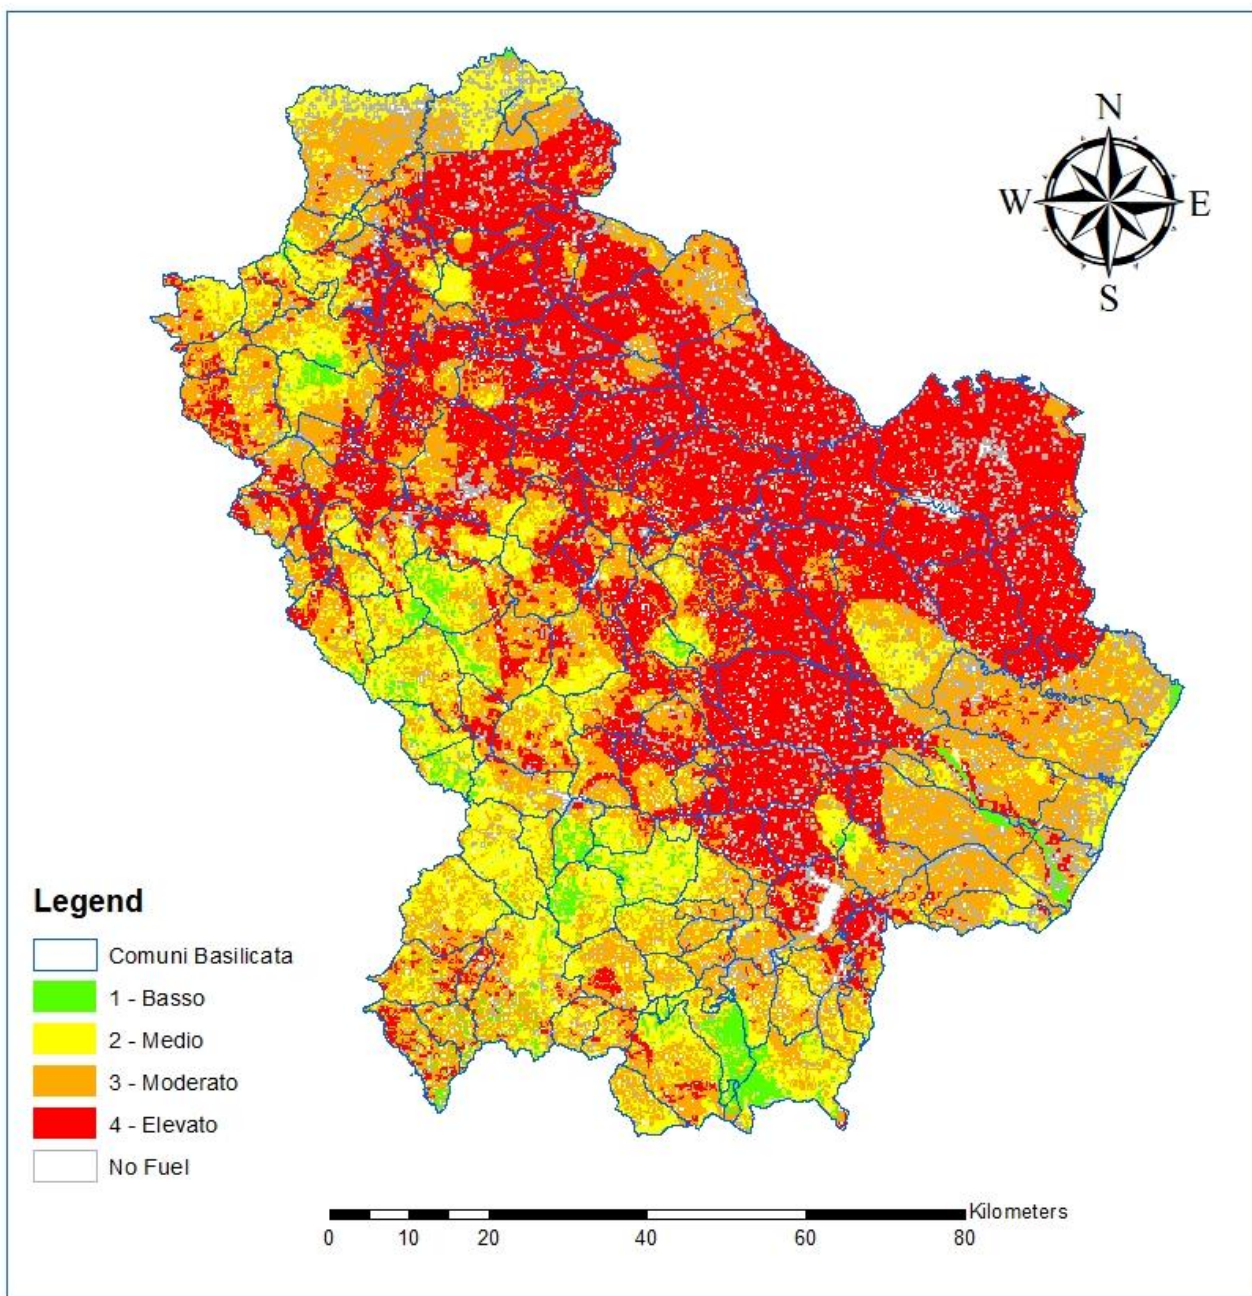 N
W E
S
Legend
Comuni Basilicata
1 - Basso
2 - Medio
3 - Moderato
4 - Elevato
No Fuel
Kilometers
0 10 20 40 60 80